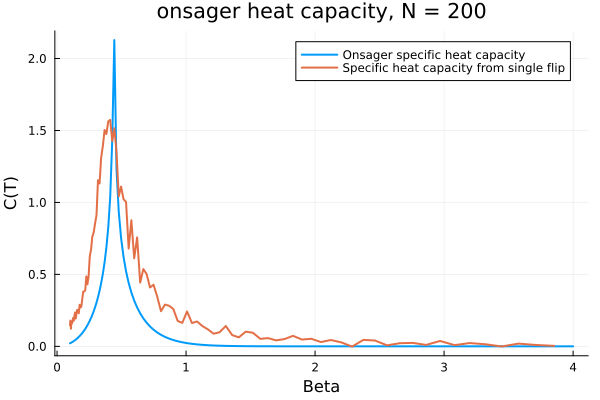 onsager heat capacity, N = 200
Onsager specific heat capacity
Specific heat capacity from single flip
C(T)
2.0
1.5
1.0
0.5
0.0
0
1
2
3
4
Beta